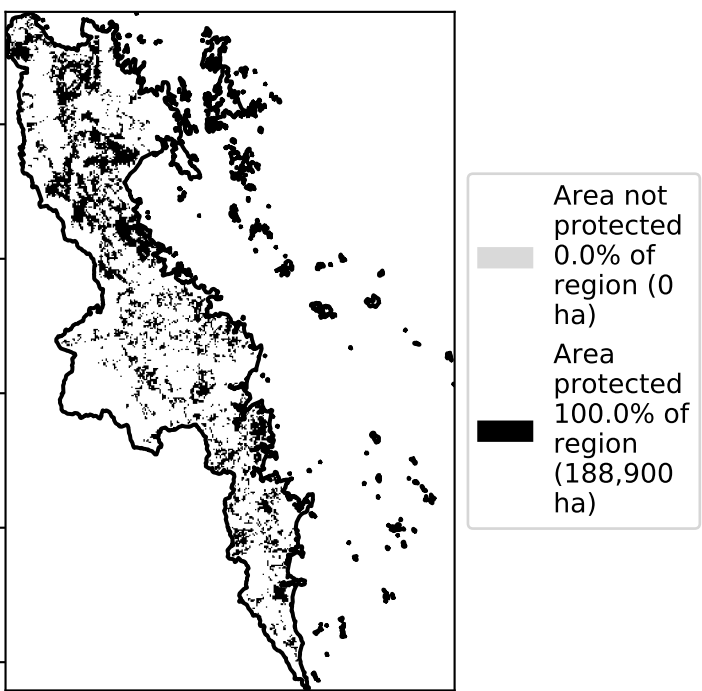 Area not
protected
0.0% of
region (0
ha)
Area
protected
100.0% of
region
(188,900
ha)